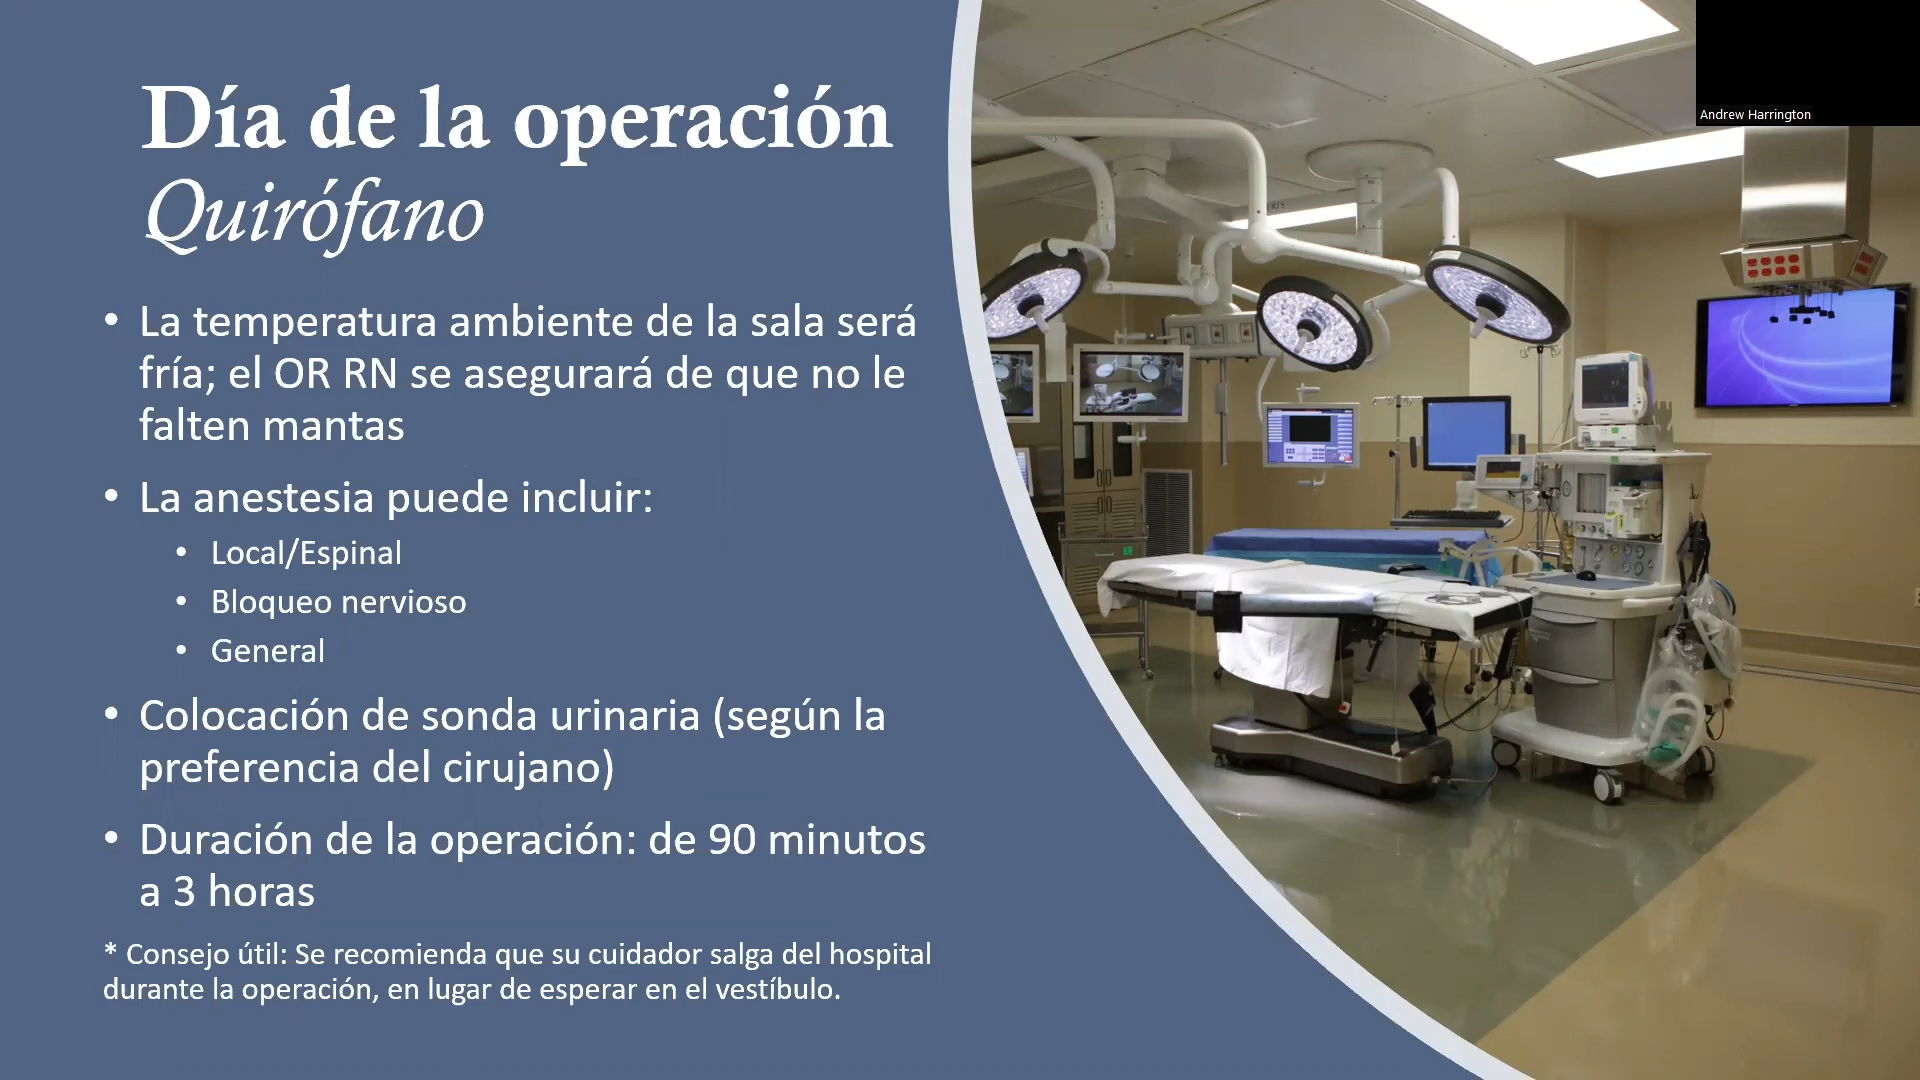 Día de la operación
Quirófano
• La temperatura ambiente de la sala será
fría; el OR RN se asegurará de que no le
falten mantas
• La anestesia puede incluir:
• Local/Espinal
• Bloqueo nervioso
• General
• Colocación de sonda urinaria (según la
preferencia del cirujano)
• Duración de la operación: de 90 minutos
a 3 horas
* Consejo útil: Se recomienda que su cuidador salga del hospital
durante la operación, en lugar de esperar en el vestíbulo.
Andrew Harrington